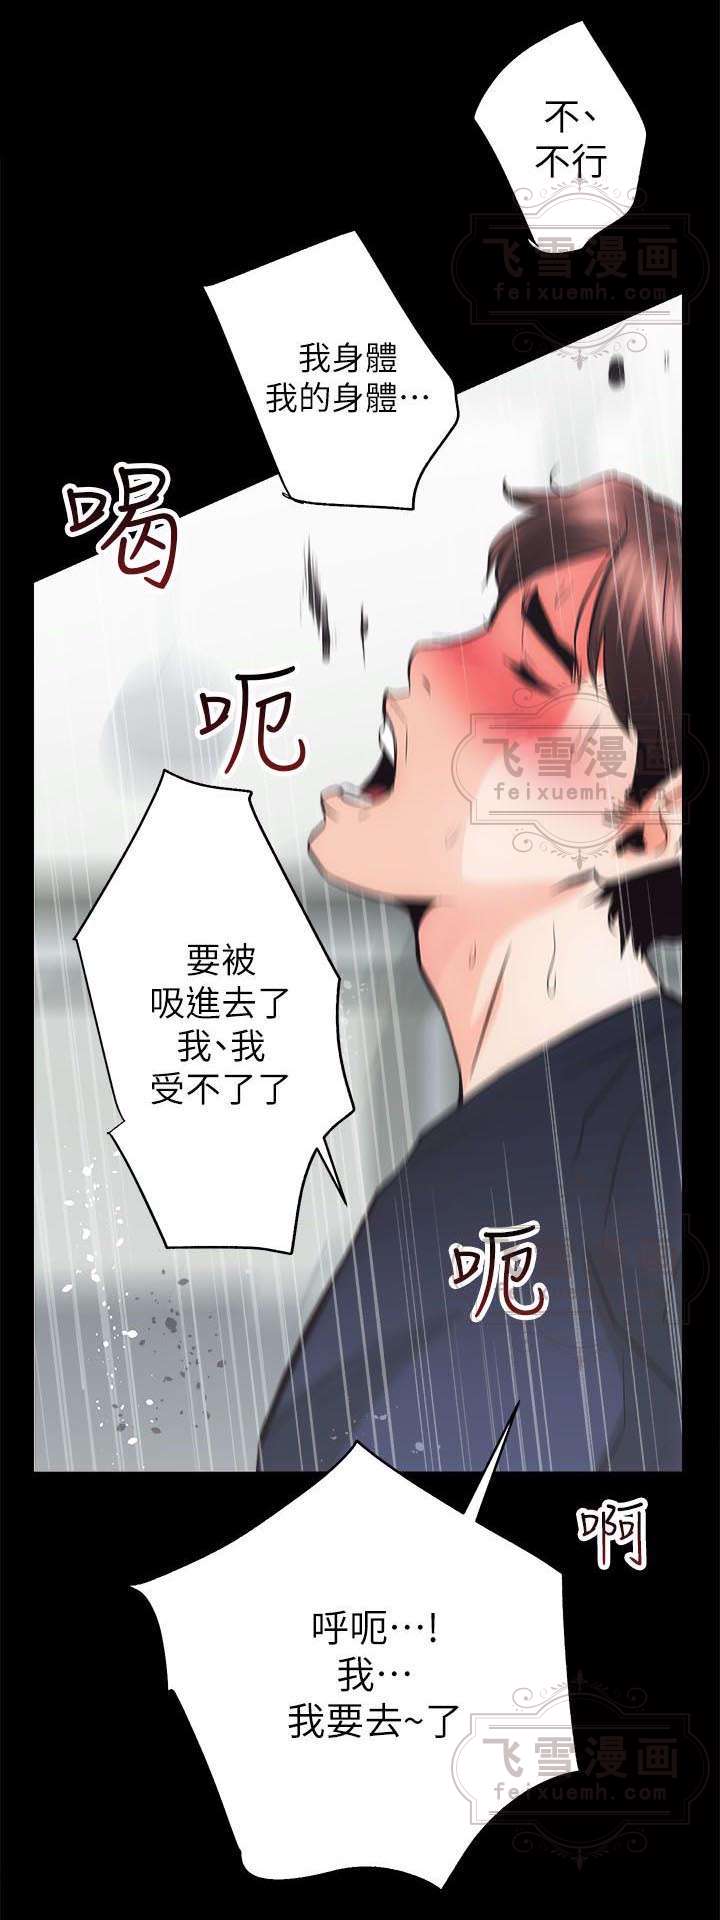 不、
不行
飞雪漫画
feixuemh.com
我身體
我的身體…
喝
呃
飞雪漫画
feixuemh.com
要被
吸進去了
我、我
受不了了
呃
啊
呼呃…!
我…
我要去~了
飞雪漫画
feixuemh.com